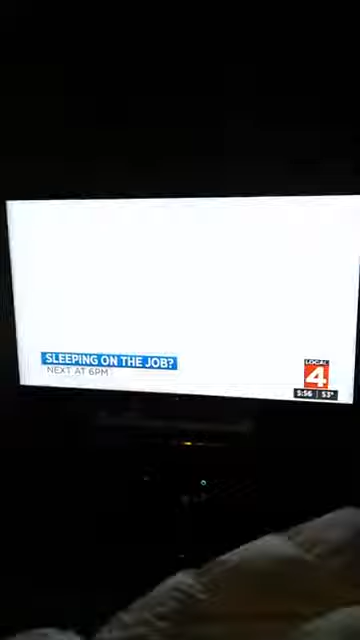 SLEEPING ON THE JOB?
NEXT AT 6PM
LOCAL
4
5:56 53°